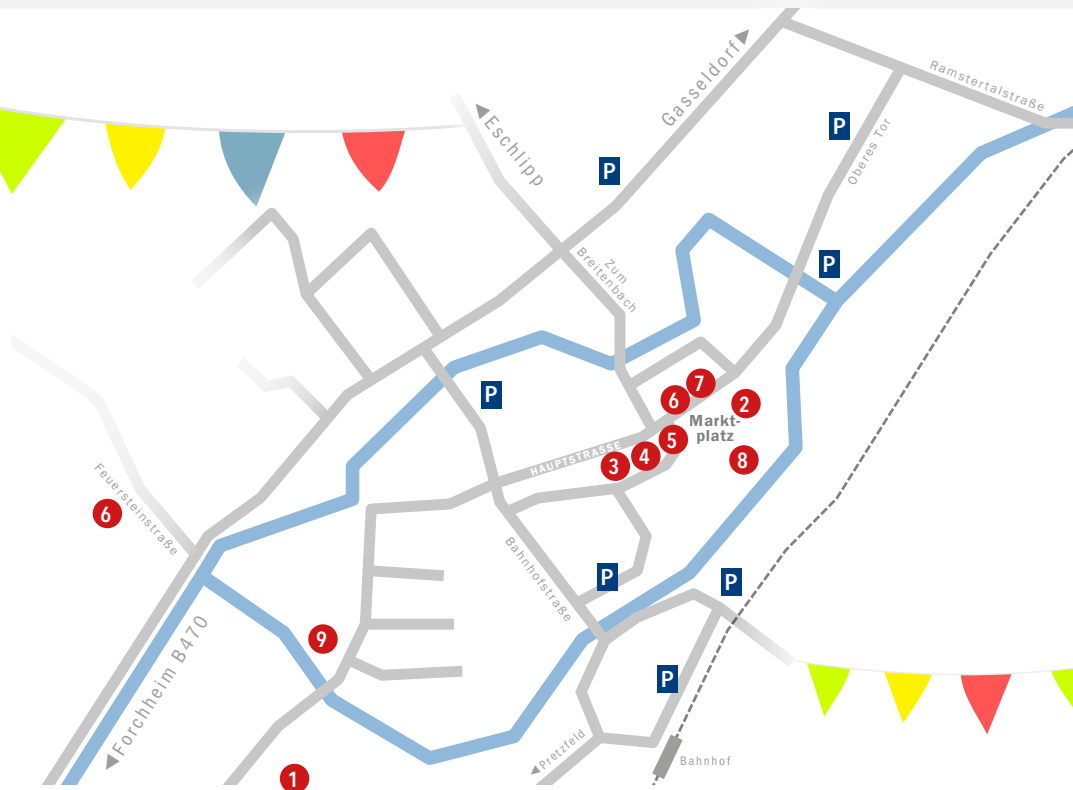 Ramstertalstraße
Gasseldorf
Eschlipp
P
Oberes Tor
P
Zum
Breitenbach
P
7
P
6
2
Markt-
platz
5
HAUPTSTRASSE
4
8
3
Feuersteinstraße
6
Bahnhofstraße
P
P
9
Forchheim B470
P
Pretzfeld
Bahnhof
1